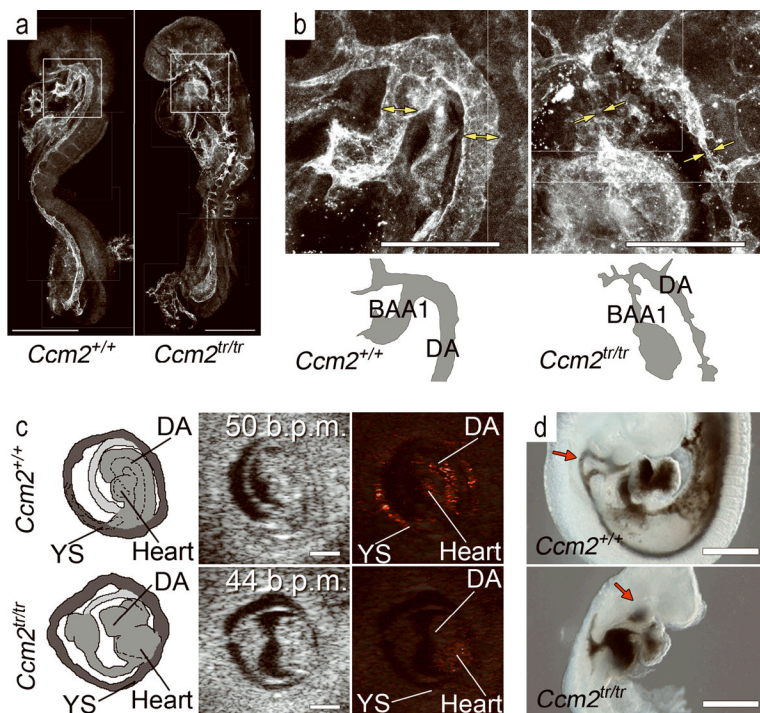 a
Ccm2+/+
Ccm2tr/tr
b
BAA1
DA
Ccm2+/+
DA
BAA1
Ccm2tr/tr
c
Ccm2+/+
DA
YS
Heart
50 b.p.m.
DA
YS
Heart
d
Ccm2+/+
Ccm2tr/tr
DA
YS
Heart
44 b.p.m.
DA
YS
Heart
Ccm2tr/tr